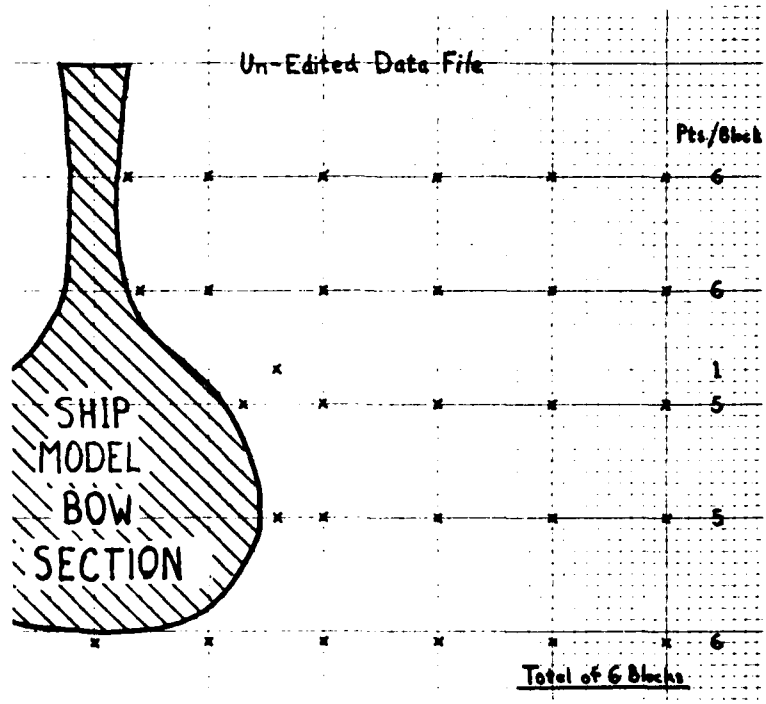 Un-Edited Data File
Pts./Block
6
6
1
5
5
6
SHIP
MODEL
BOW
SECTION
Total of 6 Blocks